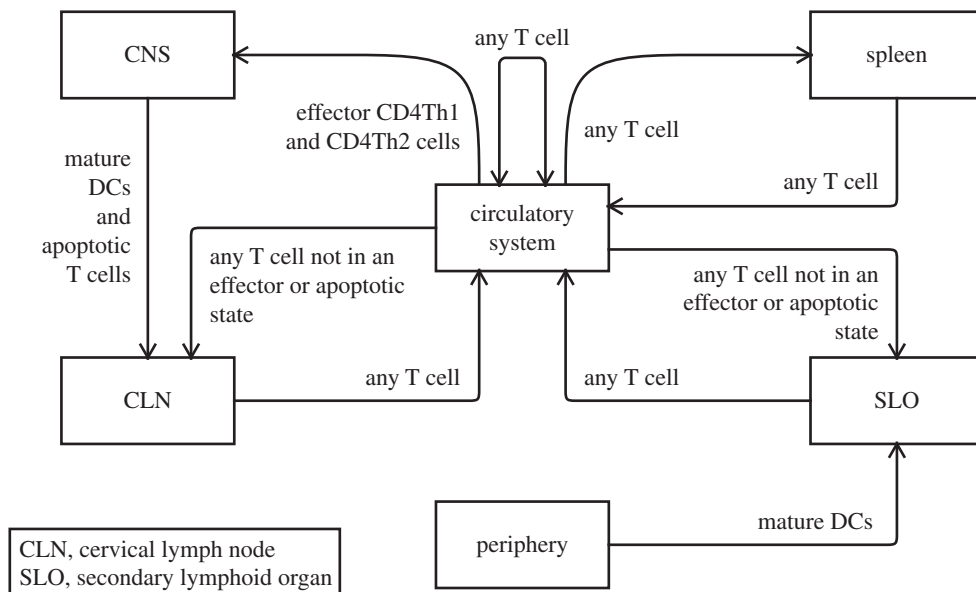 CNS
any T cell
spleen
effector CD4Th1
and CD4Th2 cells
any T cell
mature
DCs
and
apoptotic
T cells
any T cell
circulatory
system
any T cell not in an
effector or apoptotic
state
any T cell not in an
effector or apoptotic
state
CLN
any T cell
any T cell
SLO
periphery
mature DCs
CLN, cervical lymph node
SLO, secondary lymphoid organ